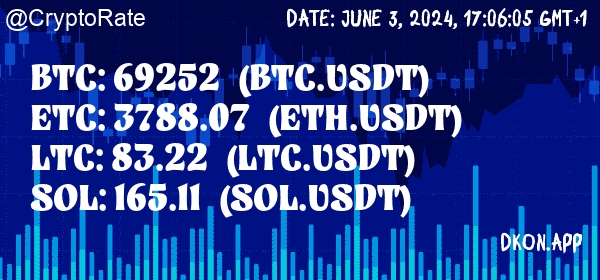 @CryptoRate
DATE: JUNE 3, 2024, 17:06:05 GMT+1
BTC: 69252 (BTC.USDT)
ETC: 3788.07 (ETH.USDT)
LTC: 83.22 (LTC.USDT)
SOL: 165.11 (SOL.USDT)
DKON.APP